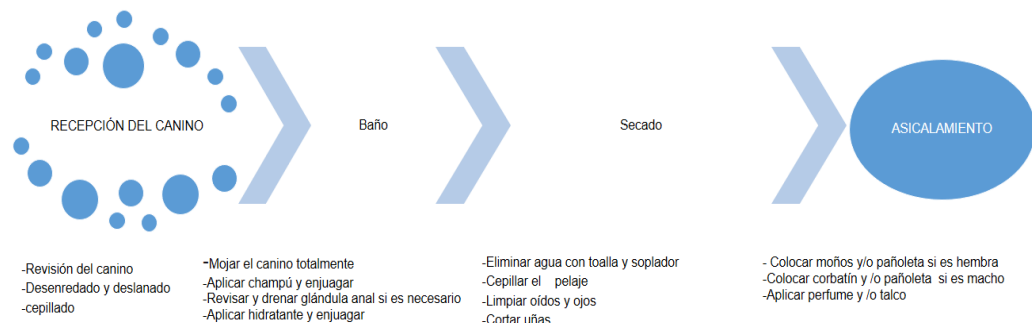 RECEPCIÓN DEL CANINO
Baño
Secado
ASICALAMIENTO
-Revisión del canino
-Desenredado y deslanado
-cepillado
-Mojar el canino totalmente
-Aplicar champú y enjuagar
-Revisar y drenar glándula anal si es necesario
-Aplicar hidratante y enjuagar
-Eliminar agua con toalla y soplador
-Cepillar el pelaje
-Limpiar oídos y ojos
-Cortar uñas
- Colocar moños y/o pañoleta si es hembra
-Colocar corbatín y /o pañoleta si es macho
-Aplicar perfume y /o talco